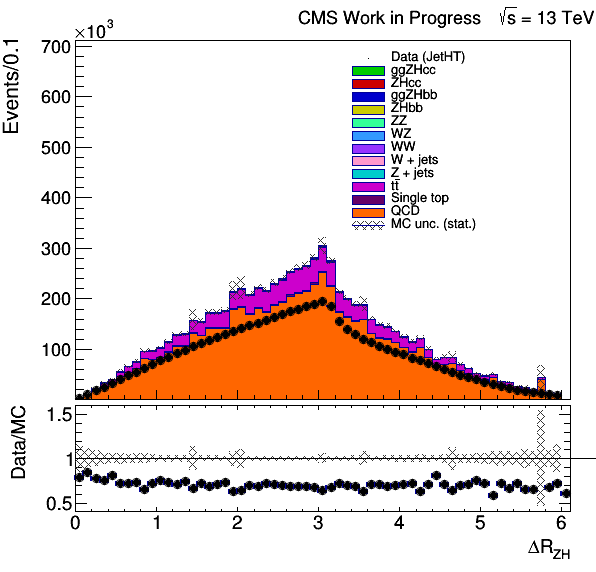 CMS Work in Progress √s = 13 TeV
×10³
Events/0.1
700
600
500
400
300
200
100
Data (JetHT)
ggZHcc
ZHcc
ggZHbb
ZHbb
ZZ
WZ
WW
W + jets
Z + jets
tt̄
Single top
QCD
MC unc. (stat.)
Data/MC
1.5
1
0.5
0 1 2 3 4 5 6
ΔR_ZH